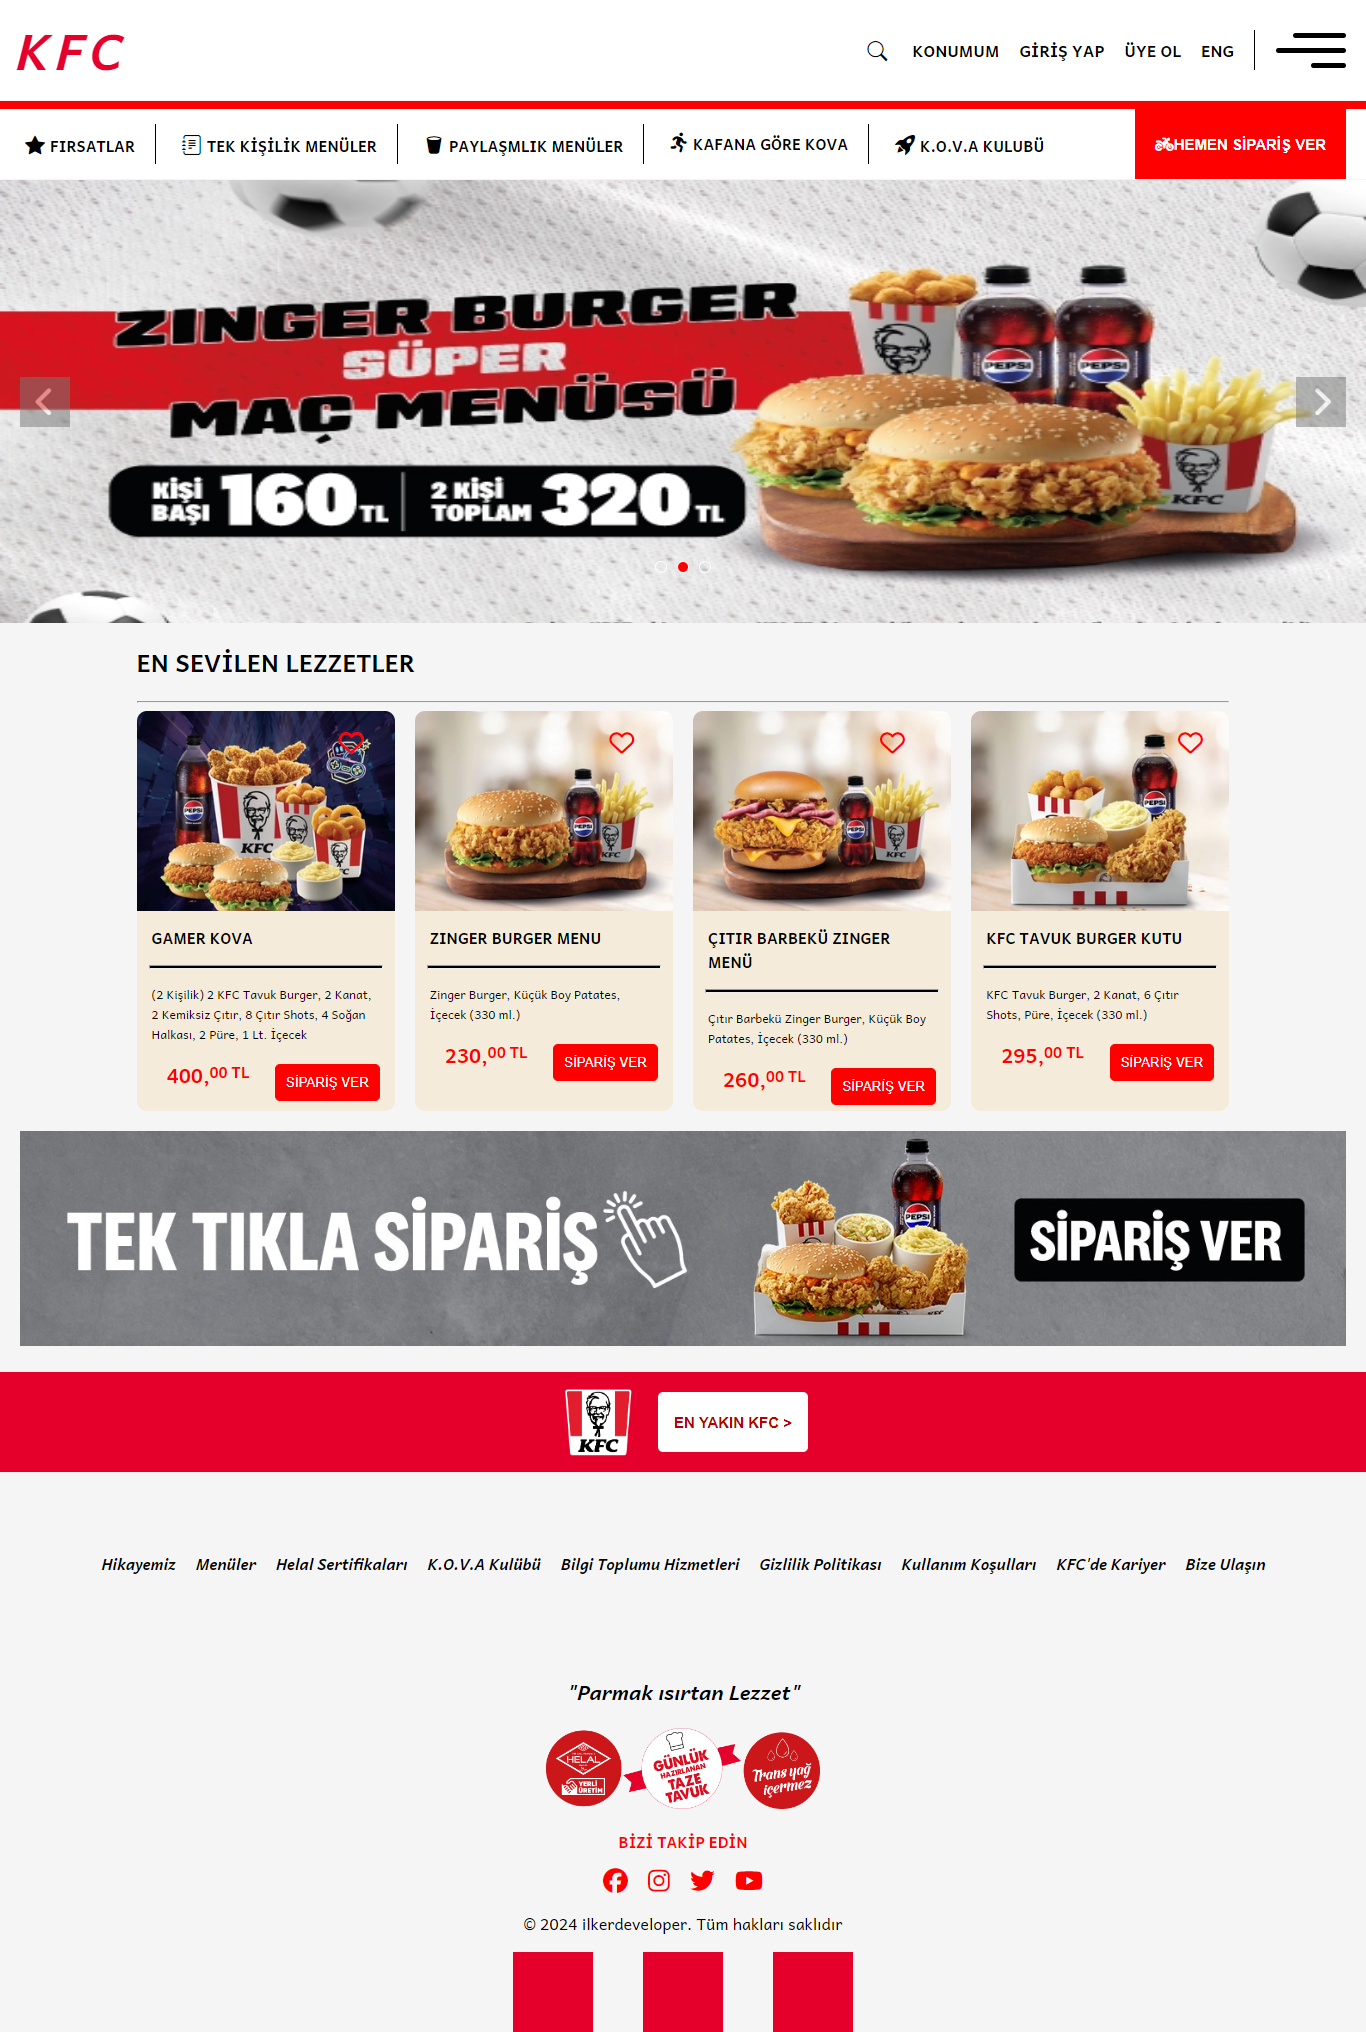 KFC
KONUMUM GİRİŞ YAP ÜYE OL ENG
FIRSATLAR TEK KİŞİLİK MENÜLER PAYLAŞMLIK MENÜLER KAFANA GÖRE KOVA K.O.V.A KULUBÜ HEMEN SİPARİŞ VER
ZINGER BURGER
SÜPER
MAÇ MENÜSÜ
KİŞİ BAŞI 160 TL | 2 KİŞİ TOPLAM 320 TL
PEPSI PEPSI
KFC
EN SEVİLEN LEZZETLER
PEPSI
KFC
GAMER KOVA
(2 Kişilik) 2 KFC Tavuk Burger, 2 Kanat,
2 Kemiksiz Çıtır, 8 Çıtır Shots, 4 Soğan
Halkası, 2 Püre, 1 Lt. İçecek
400,00 TL SİPARİŞ VER
PEPSI
KFC
ZINGER BURGER MENU
Zinger Burger, Küçük Boy Patates,
İçecek (330 ml.)
230,00 TL SİPARİŞ VER
PEPSI
KFC
ÇITIR BARBEKÜ ZINGER
MENÜ
Çıtır Barbekü Zinger Burger, Küçük Boy
Patates, İçecek (330 ml.)
260,00 TL SİPARİŞ VER
PEPSI
KFC TAVUK BURGER KUTU
KFC Tavuk Burger, 2 Kanat, 6 Çıtır
Shots, Püre, İçecek (330 ml.)
295,00 TL SİPARİŞ VER
TEK TIKLA SİPARİŞ
PEPSI
SİPARİŞ VER
KFC
EN YAKIN KFC >
Hikayemiz Menüler Helal Sertifikaları K.O.V.A Kulübü Bilgi Toplumu Hizmetleri Gizlilik Politikası Kullanım Koşulları KFC'de Kariyer Bize Ulaşın
"Parmak ısırtan Lezzet"
HELAL
YERLİ
ÜRETİM
GÜNLÜK
HAZIRLANAN
TAZE
TAVUK
Trans yağ
içermez
BİZİ TAKİP EDİN
© 2024 ilkerdeveloper. Tüm hakları saklıdır